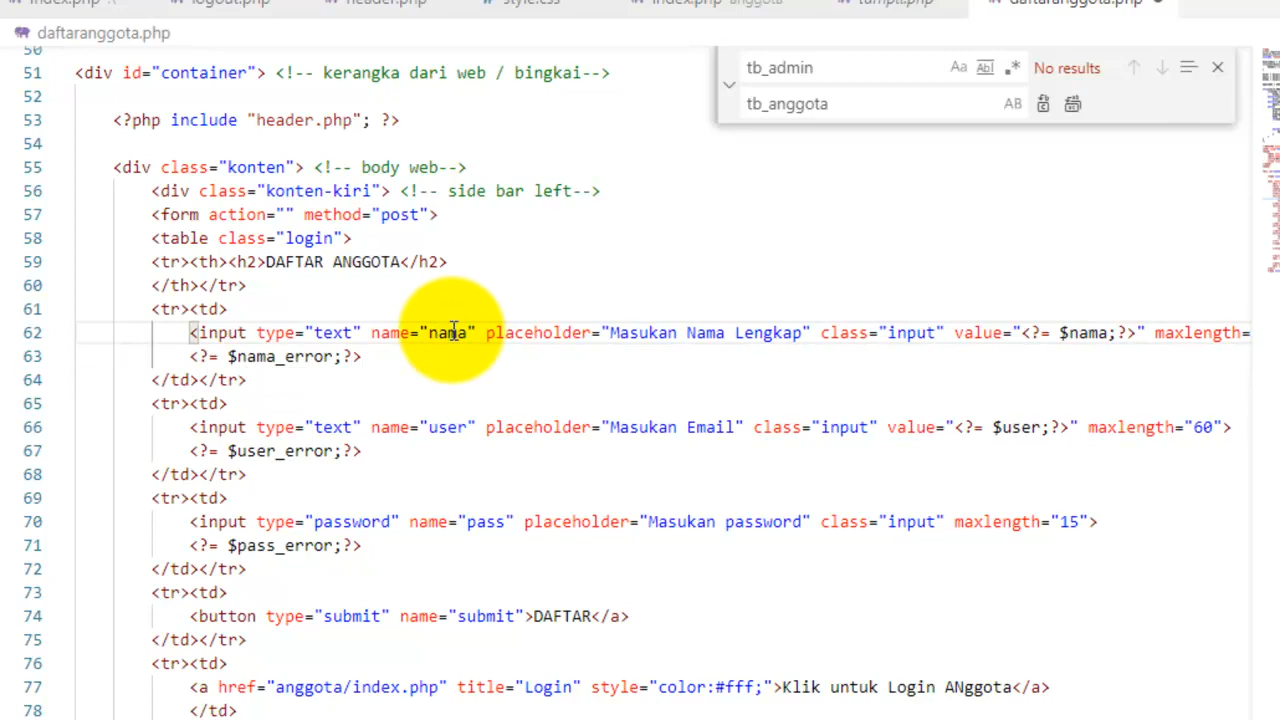 index.php logout.php header.php style.css index.php anggota tampil.php daftaranggota.php
daftaranggota.php
tb_admin Aa Abl .* No results
tb_anggota AB
50
51 <div id="container"> <!-- kerangka dari web / bingkai-->
52
53 <?php include "header.php"; ?>
54
55 <div class="konten"> <!-- body web-->
56 <div class="konten-kiri"> <!-- side bar left-->
57 <form action="" method="post">
58 <table class="login">
59 <tr><th><h2>DAFTAR ANGGOTA</h2>
60 </th></tr>
61 <tr><td>
62 <input type="text" name="nama" placeholder="Masukan Nama Lengkap" class="input" value="<?= $nama;?>" maxlength=
63 <?= $nama_error;?>
64 </td></tr>
65 <tr><td>
66 <input type="text" name="user" placeholder="Masukan Email" class="input" value="<?= $user;?>" maxlength="60">
67 <?= $user_error;?>
68 </td></tr>
69 <tr><td>
70 <input type="password" name="pass" placeholder="Masukan password" class="input" maxlength="15">
71 <?= $pass_error;?>
72 </td></tr>
73 <tr><td>
74 <button type="submit" name="submit">DAFTAR</a>
75 </td></tr>
76 <tr><td>
77 <a href="anggota/index.php" title="Login" style="color:#fff;">Klik untuk Login ANggota</a>
78 </td>